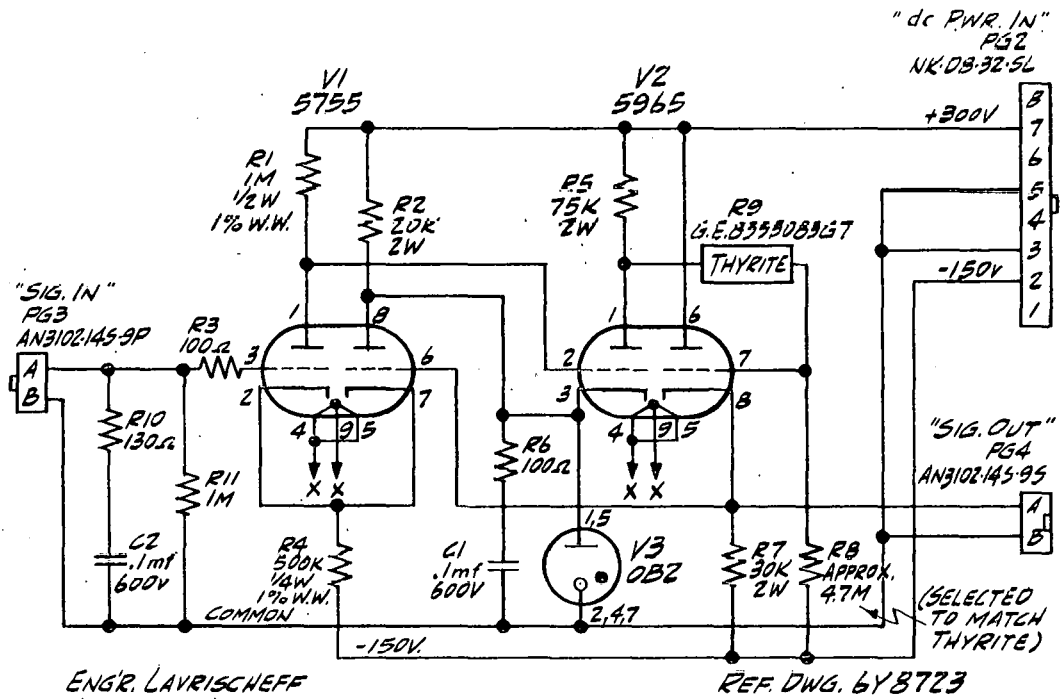 "dc PWR. IN"
PG2
NK-DB-32-SL
V1
5755
V2
5965
+300V
8
7
6
5
4
3
2
1
R1
1M
1/2W
1% W.W.
R2
20K
2W
R5
75K
2W
R9
G.E.8355083G7
THYRITE
-150V
"SIG. IN"
PG3
AN3102-14S-9P
A
B
R3
100Ω
1
8
3
6
2
7
4
9
5
X
X
1
6
2
7
3
8
4
9
5
X
X
R10
130Ω
R11
1M
R6
100Ω
"SIG. OUT"
PG4
AN3102-14S-9S
A
B
C2
.1mf
600V
R4
500K
1/4W
1% W.W.
C1
.1mf
600V
1,5
V3
OB2
2,4,7
R7
30K
2W
R8
APPROX.
4.7M
(SELECTED
TO MATCH
THYRITE)
COMMON
-150V.
ENG'R. LAVRISCHEFF
REF. DWG. 6Y8723